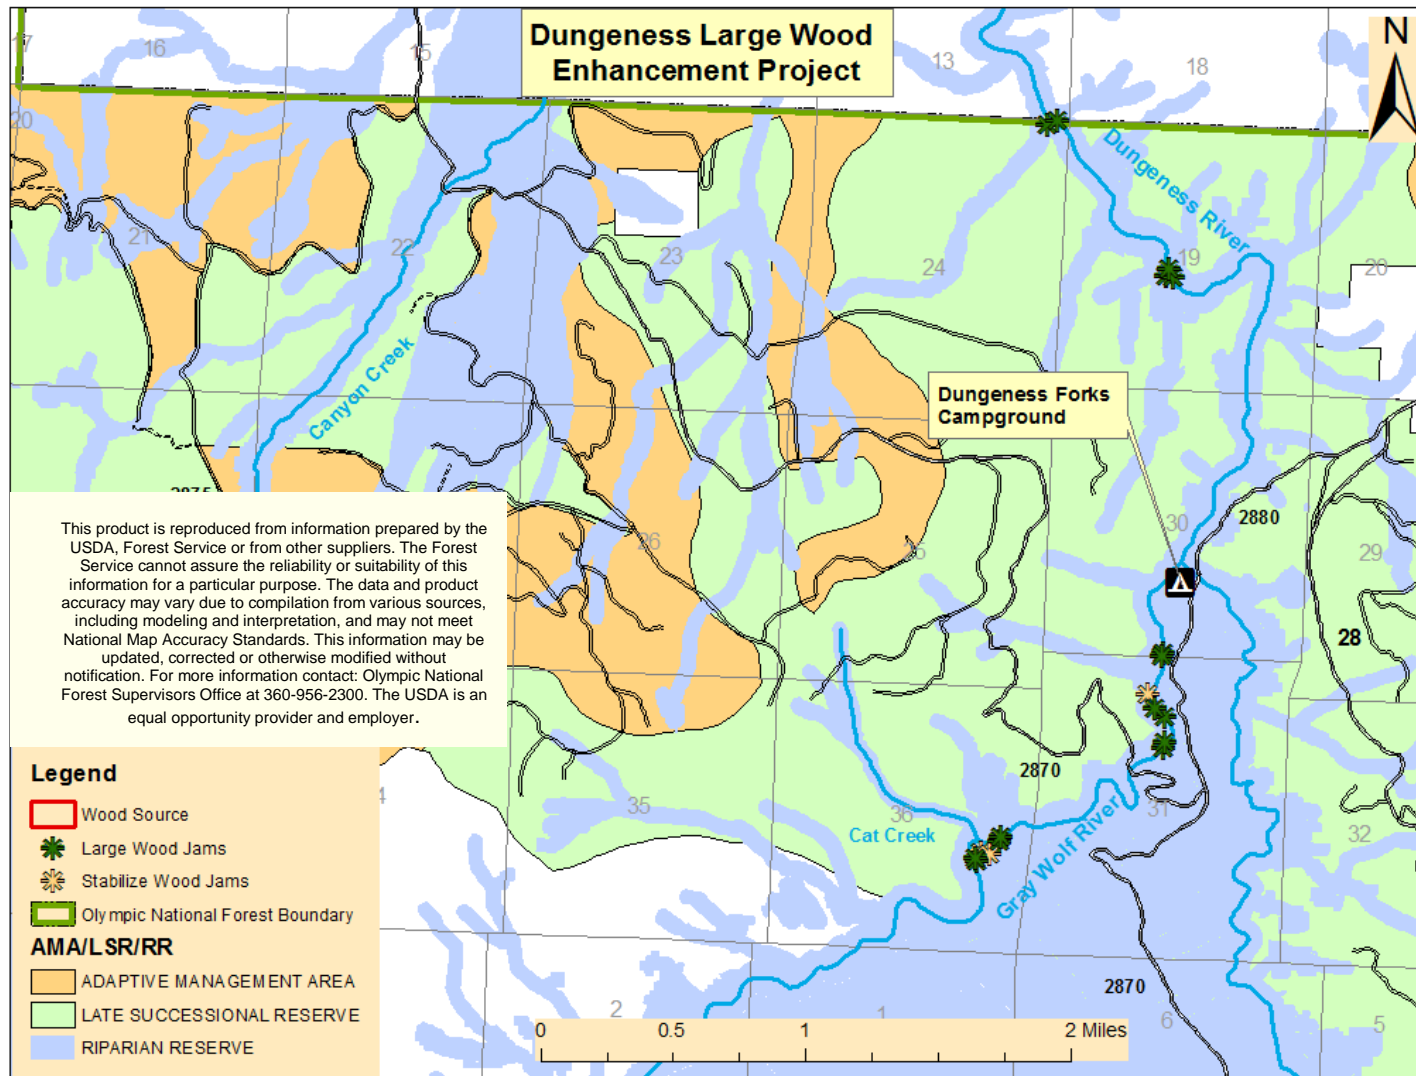 Dungeness Large Wood
Enhancement Project
N
17
16
15
13
18
20
21
22
23
24
19
20
Dungeness River
Canyon Creek
Dungeness Forks
Campground
2875
26
25
30
2880
29
28
This product is reproduced from information prepared by the
USDA, Forest Service or from other suppliers. The Forest
Service cannot assure the reliability or suitability of this
information for a particular purpose. The data and product
accuracy may vary due to compilation from various sources,
including modeling and interpretation, and may not meet
National Map Accuracy Standards. This information may be
updated, corrected or otherwise modified without
notification. For more information contact: Olympic National
Forest Supervisors Office at 360-956-2300. The USDA is an
equal opportunity provider and employer.
2870
35
36
31
32
Cat Creek
Gray Wolf River
2870
2
1
6
5
Legend
Wood Source
Large Wood Jams
Stabilize Wood Jams
Olympic National Forest Boundary
AMA/LSR/RR
ADAPTIVE MANAGEMENT AREA
LATE SUCCESSIONAL RESERVE
RIPARIAN RESERVE
0 0.5 1 2 Miles